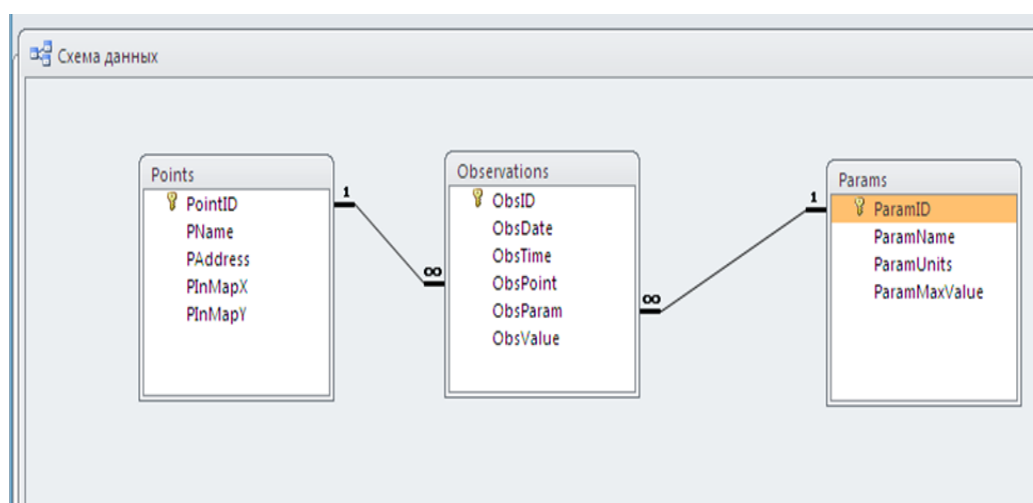 Схема данных
Points
PointID
PName
PAddress
PInMapX
PInMapY
1
∞
Observations
ObsID
ObsDate
ObsTime
ObsPoint
ObsParam
ObsValue
∞
1
Params
ParamID
ParamName
ParamUnits
ParamMaxValue